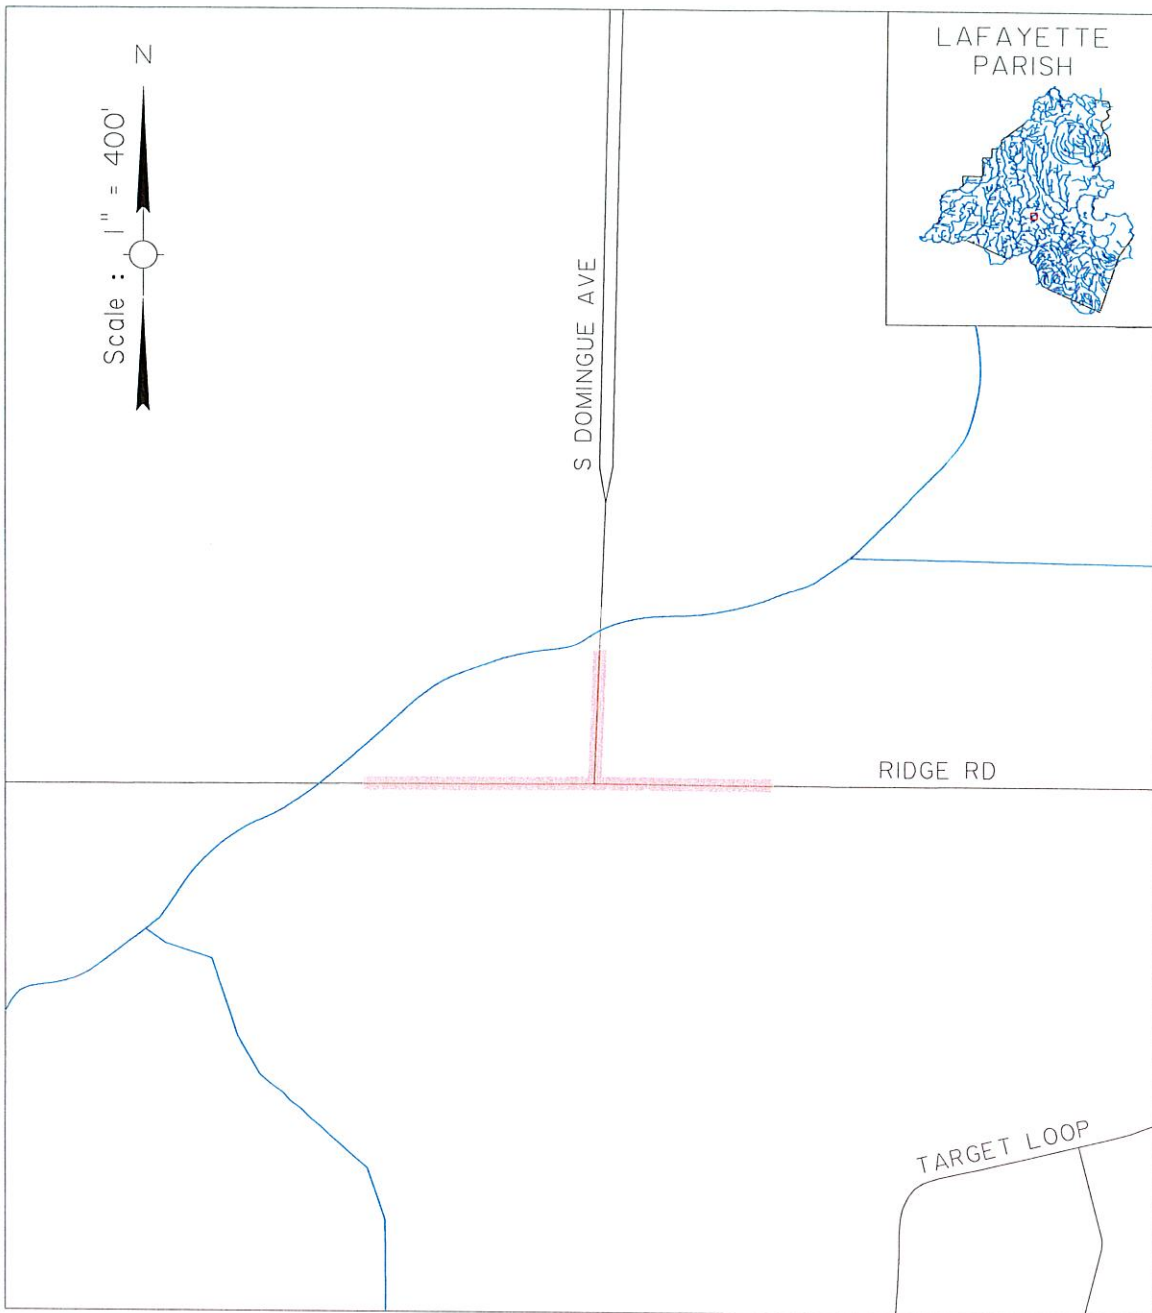 LAFAYETTE
PARISH
N
Scale : 1" = 400'
S DOMINGUE AVE
RIDGE RD
TARGET LOOP